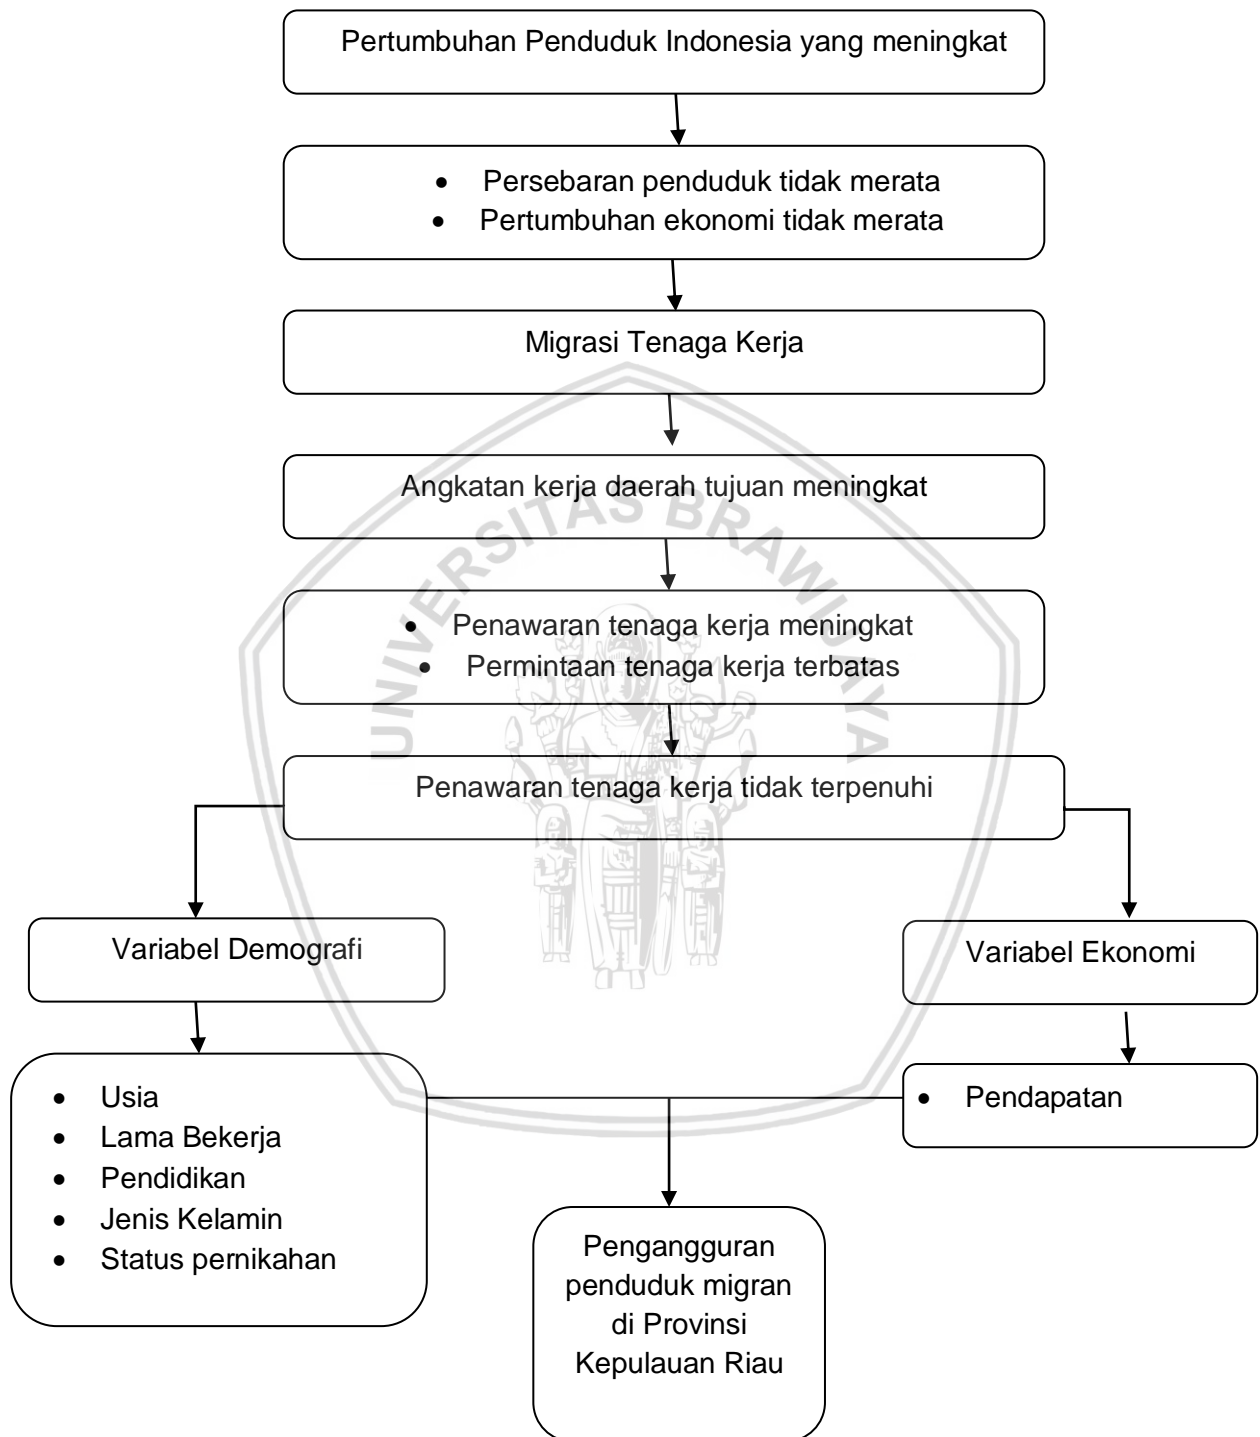 Pertumbuhan Penduduk Indonesia yang meningkat
• Persebaran penduduk tidak merata
• Pertumbuhan ekonomi tidak merata
Migrasi Tenaga Kerja
Angkatan kerja daerah tujuan meningkat
UNIVERSITAS BRAWIJAYA
• Penawaran tenaga kerja meningkat
• Permintaan tenaga kerja terbatas
Penawaran tenaga kerja tidak terpenuhi
Variabel Demografi
Variabel Ekonomi
• Usia
• Lama Bekerja
• Pendidikan
• Jenis Kelamin
• Status pernikahan
• Pendapatan
Pengangguran
penduduk migran
di Provinsi
Kepulauan Riau